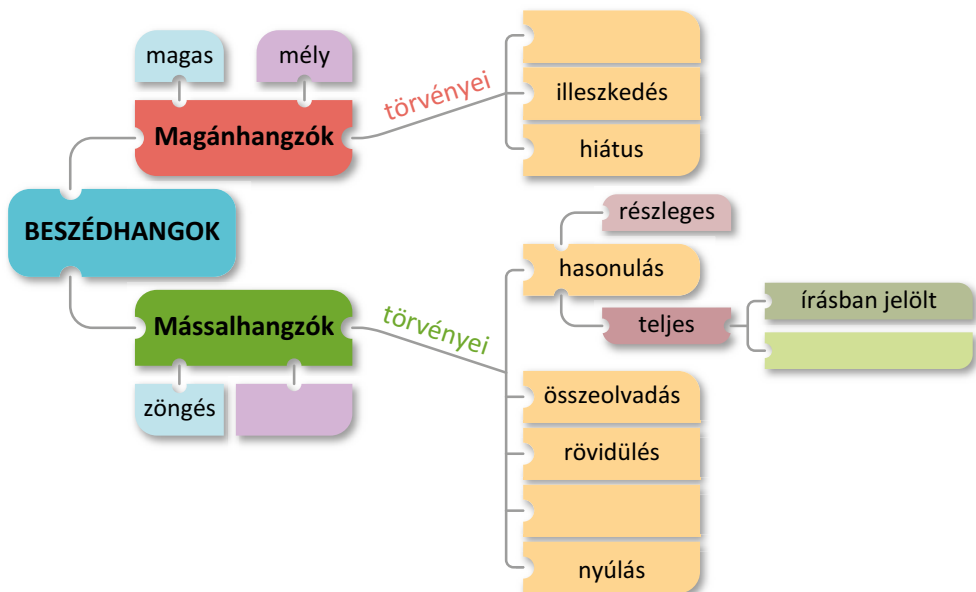 magas
mély
Magánhangzók
törvényei
illeszkedés
hiátus
BESZÉDHANGOK
Mássalhangzók
zöngés
törvényei
részleges
hasonulás
teljes
írásban jelölt
összeolvadás
rövidülés
nyúlás